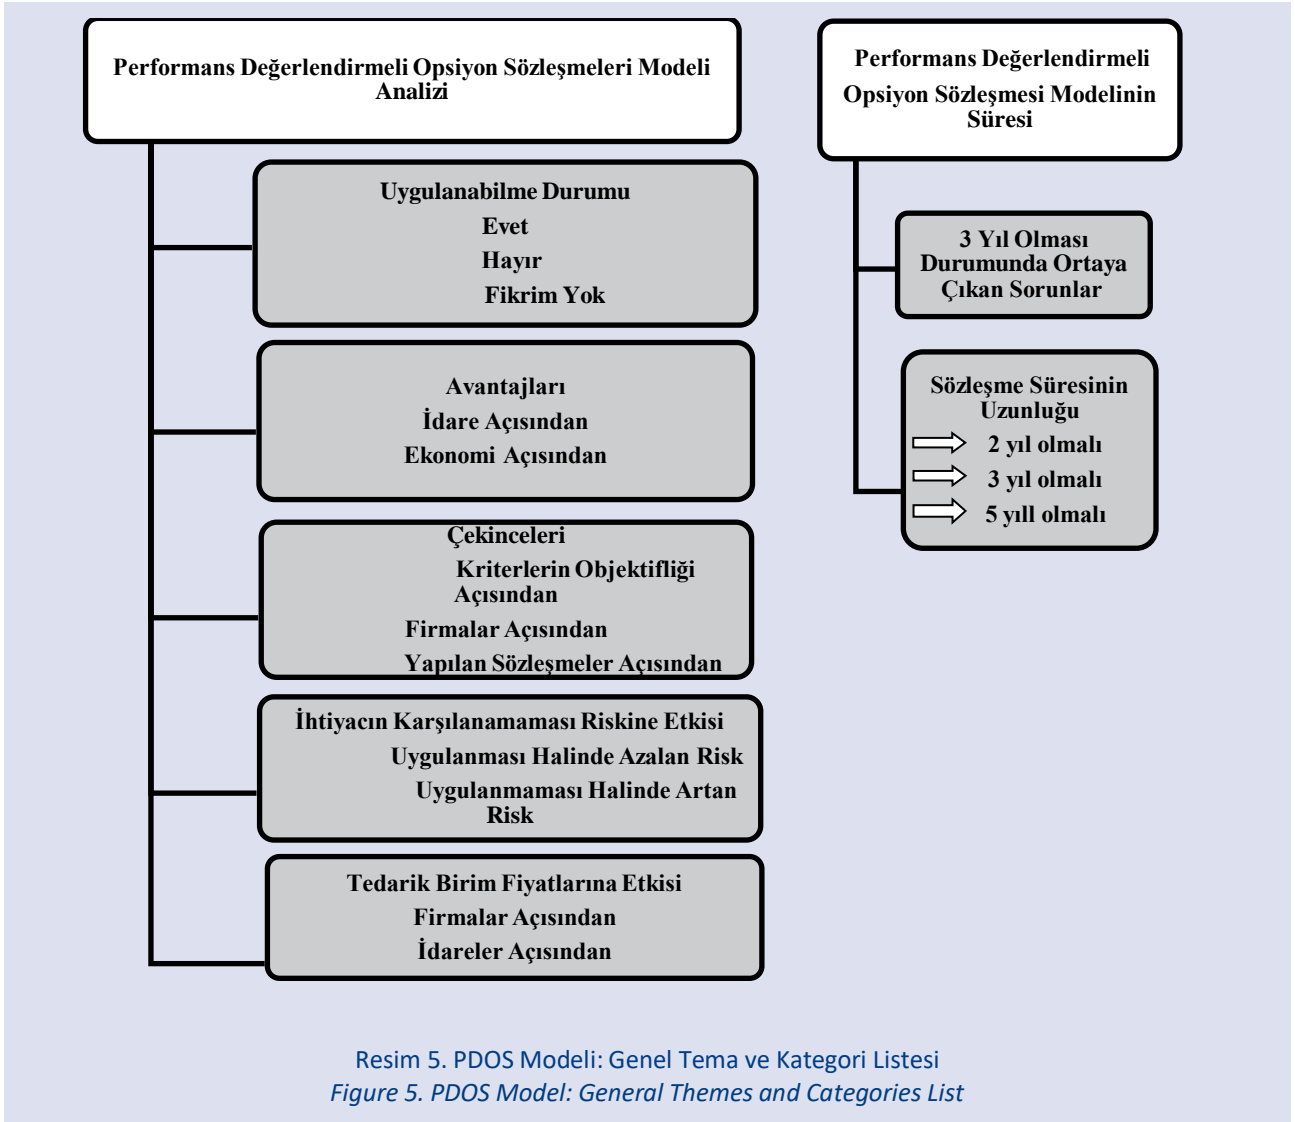 Performans Değerlendirmeli Opsiyon Sözleşmeleri Modeli
Analizi
Uygulanabilme Durumu
Evet
Hayır
Fikrim Yok
Avantajları
İdare Açısından
Ekonomi Açısından
Çekinceleri
Kriterlerin Objektifliği
Açısından
Firmalar Açısından
Yapılan Sözleşmeler Açısından
İhtiyacın Karşılanamaması Riskine Etkisi
Uygulanması Halinde Azalan Risk
Uygulanmaması Halinde Artan
Risk
Tedarik Birim Fiyatlarına Etkisi
Firmalar Açısından
İdareler Açısından
Performans Değerlendirmeli
Opsiyon Sözleşmesi Modelinin
Süresi
3 Yıl Olması
Durumunda Ortaya
Çıkan Sorunlar
Sözleşme Süresinin
Uzunluğu
2 yıl olmalı
3 yıl olmalı
5 yıll olmalı
Resim 5. PDOS Modeli: Genel Tema ve Kategori Listesi
Figure 5. PDOS Model: General Themes and Categories List